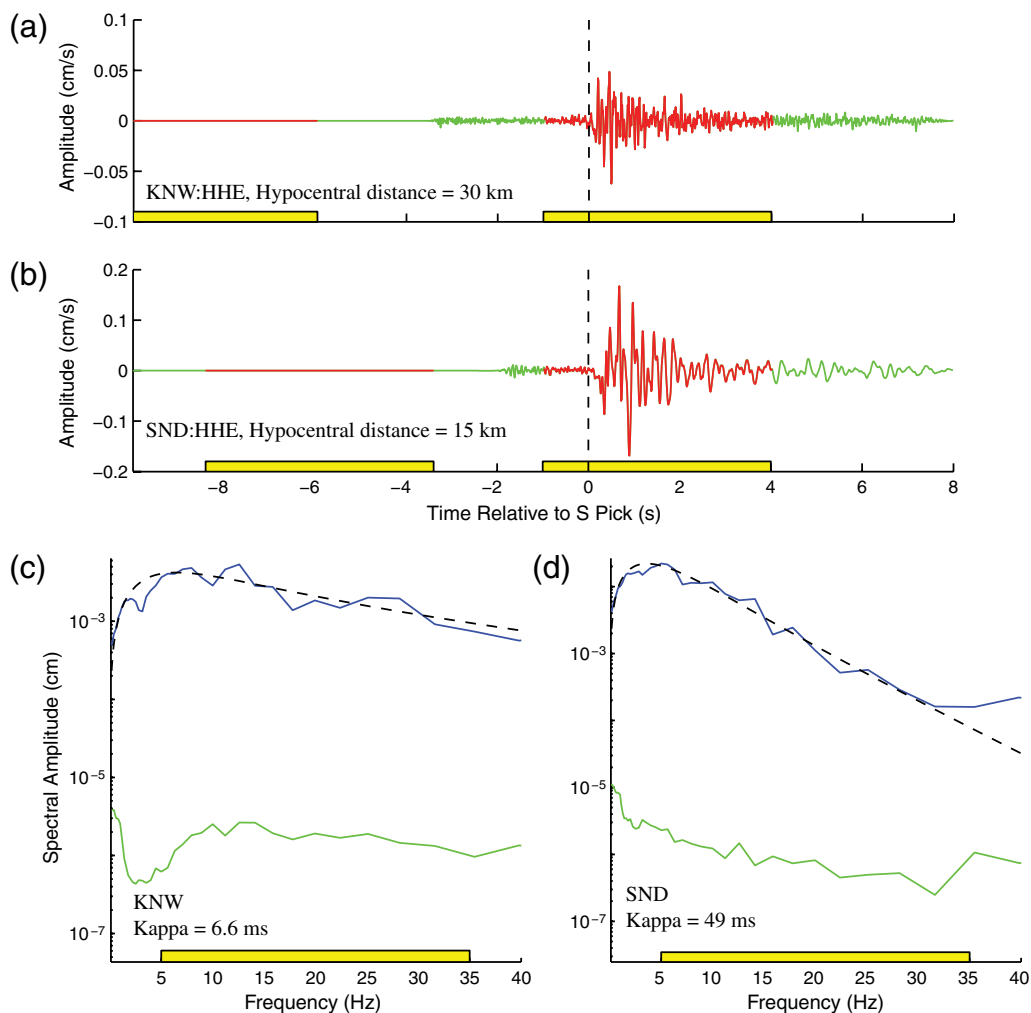 (a)
0.1
0.05
0
−0.05
−0.1
Amplitude (cm/s)
KNW:HHE, Hypocentral distance = 30 km
(b)
0.2
0.1
0
−0.1
−0.2
Amplitude (cm/s)
SND:HHE, Hypocentral distance = 15 km
−8 −6 −4 −2 0 2 4 6 8
Time Relative to S Pick (s)
(c)
10−3
10−5
10−7
Spectral Amplitude (cm)
KNW
Kappa = 6.6 ms
5 10 15 20 25 30 35 40
Frequency (Hz)
(d)
10−3
10−5
10−7
SND
Kappa = 49 ms
5 10 15 20 25 30 35 40
Frequency (Hz)